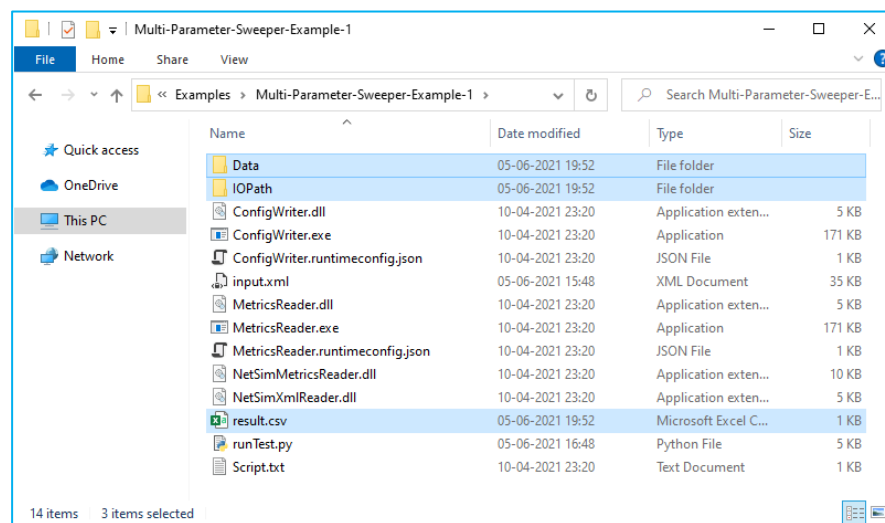 Multi-Parameter-Sweeper-Example-1
File Home Share View
« Examples > Multi-Parameter-Sweeper-Example-1 > Search Multi-Parameter-Sweeper-E...
Name Date modified Type Size
Quick access
OneDrive
This PC
Network
Data 05-06-2021 19:52 File folder
IOPath 05-06-2021 19:52 File folder
ConfigWriter.dll 10-04-2021 23:20 Application exten... 5 KB
ConfigWriter.exe 10-04-2021 23:20 Application 171 KB
ConfigWriter.runtimeconfig.json 10-04-2021 23:20 JSON File 1 KB
input.xml 05-06-2021 15:48 XML Document 35 KB
MetricsReader.dll 10-04-2021 23:20 Application exten... 5 KB
MetricsReader.exe 10-04-2021 23:20 Application 171 KB
MetricsReader.runtimeconfig.json 10-04-2021 23:20 JSON File 1 KB
NetSimMetricsReader.dll 10-04-2021 23:20 Application exten... 10 KB
NetSimXmlReader.dll 10-04-2021 23:20 Application exten... 5 KB
result.csv 05-06-2021 19:52 Microsoft Excel C... 1 KB
runTest.py 05-06-2021 16:48 Python File 5 KB
Script.txt 10-04-2021 23:20 Text Document 1 KB
14 items 3 items selected